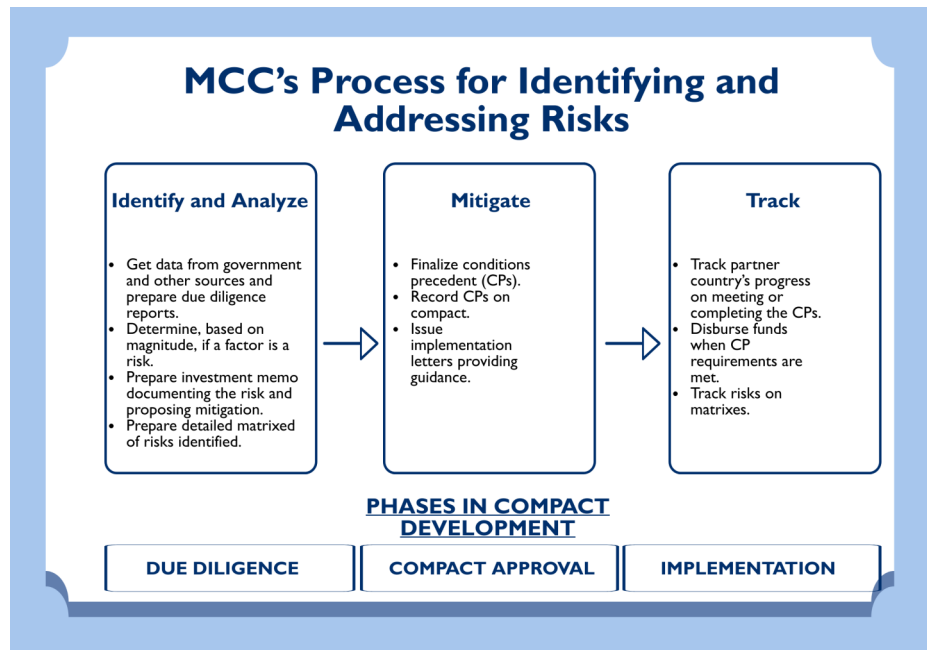 MCC’s Process for Identifying and
Addressing Risks
Identify and Analyze
• Get data from government
and other sources and
prepare due diligence
reports.
• Determine, based on
magnitude, if a factor is a
risk.
• Prepare investment memo
documenting the risk and
proposing mitigation.
• Prepare detailed matrixed
of risks identified.
Mitigate
• Finalize conditions
precedent (CPs).
• Record CPs on
compact.
• Issue
implementation
letters providing
guidance.
Track
• Track partner
country’s progress
on meeting or
completing the CPs.
• Disburse funds
when CP
requirements are
met.
• Track risks on
matrixes.
PHASES IN COMPACT
DEVELOPMENT
DUE DILIGENCE
COMPACT APPROVAL
IMPLEMENTATION